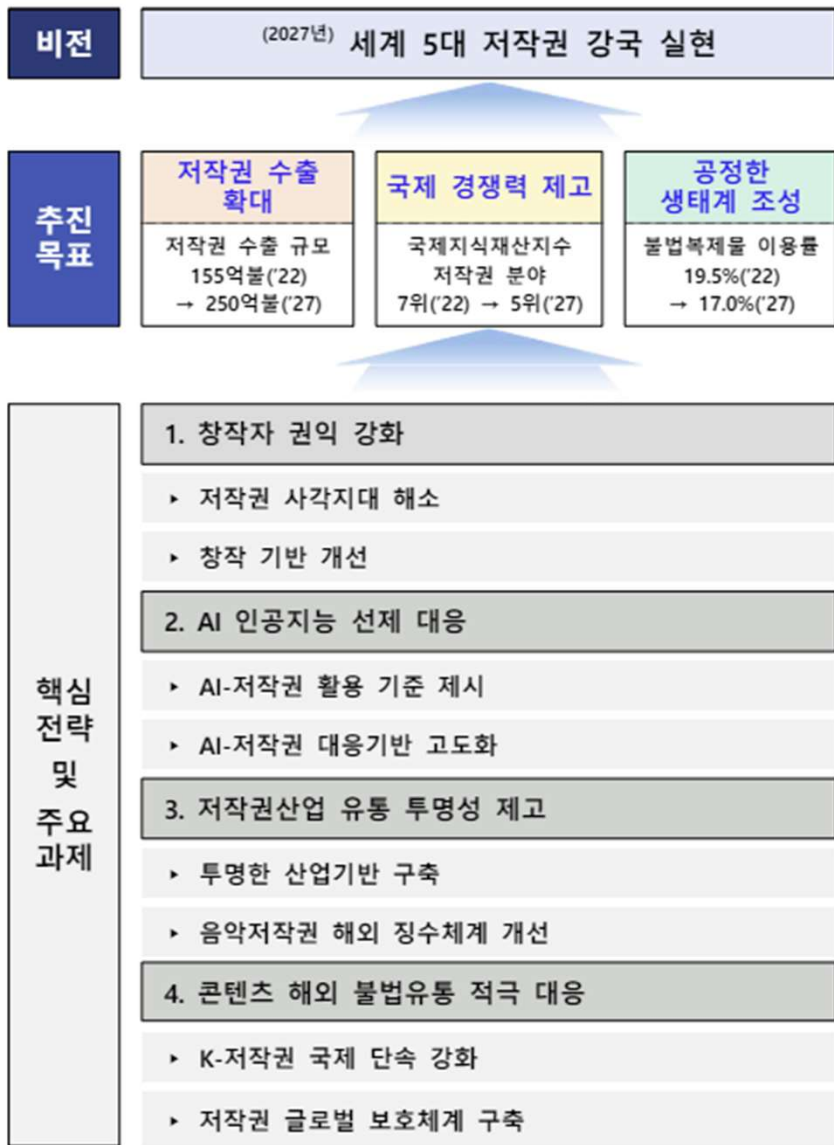 비전
(2027년) 세계 5대 저작권 강국 실현
추진
목표
저작권 수출
확대
저작권 수출 규모
155억불('22)
→ 250억불('27)
국제 경쟁력 제고
국제지식재산지수
저작권 분야
7위('22) → 5위('27)
공정한
생태계 조성
불법복제물 이용률
19.5%('22)
→ 17.0%('27)
핵심
전략
및
주요
과제
1. 창작자 권익 강화
▸ 저작권 사각지대 해소
▸ 창작 기반 개선
2. AI 인공지능 선제 대응
▸ AI-저작권 활용 기준 제시
▸ AI-저작권 대응기반 고도화
3. 저작권산업 유통 투명성 제고
▸ 투명한 산업기반 구축
▸ 음악저작권 해외 징수체계 개선
4. 콘텐츠 해외 불법유통 적극 대응
▸ K-저작권 국제 단속 강화
▸ 저작권 글로벌 보호체계 구축